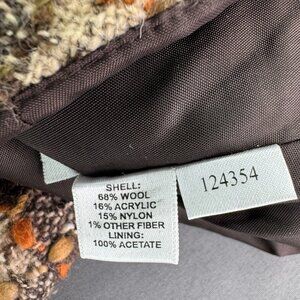 SHELL:
68% WOOL
16% ACRYLIC
15% NYLON
1% OTHER FIBER
LINING:
100% ACETATE
124354